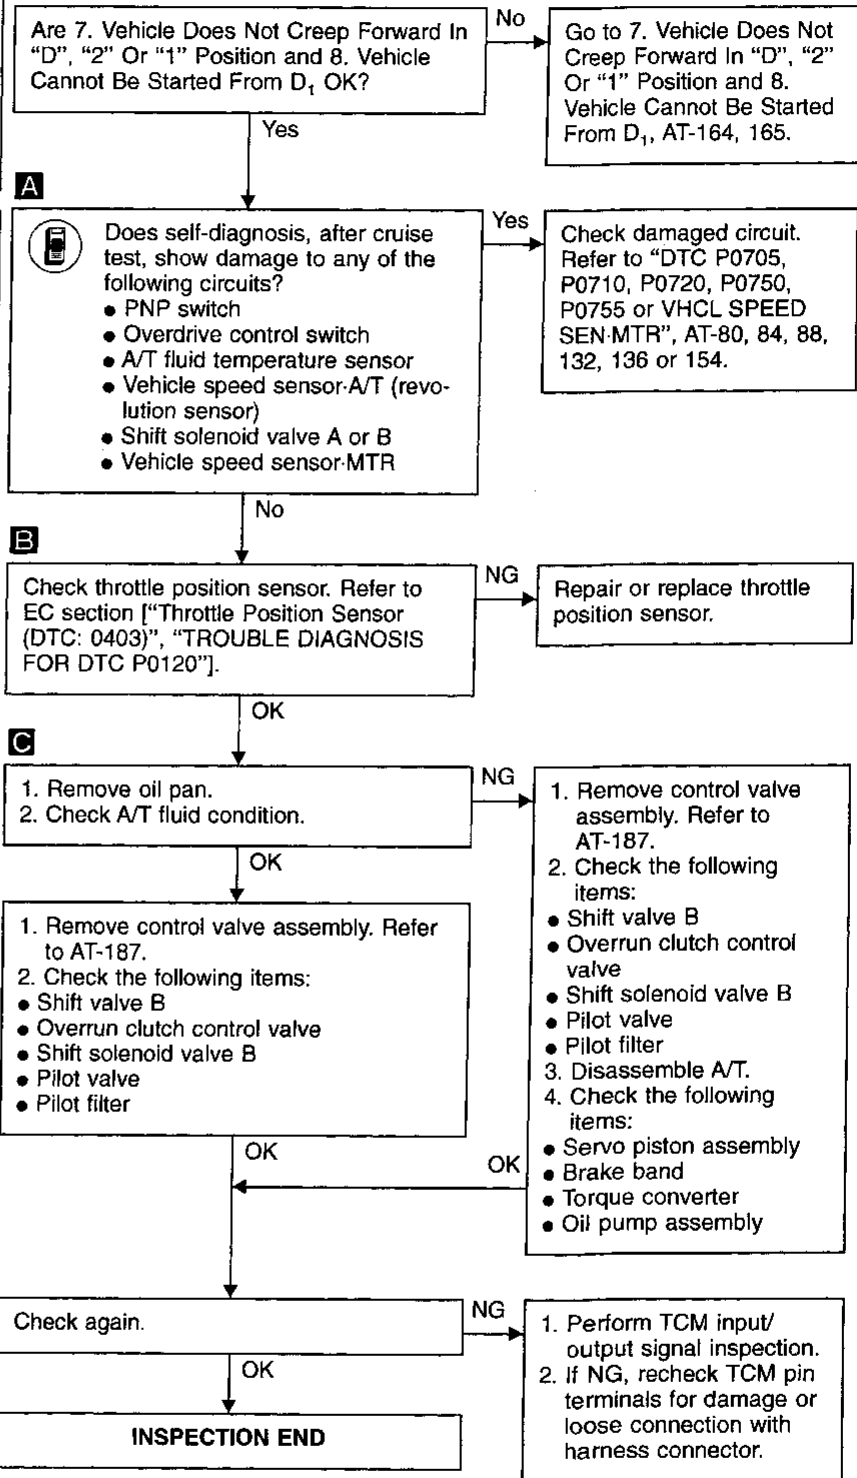 Are 7. Vehicle Does Not Creep Forward In
“D”, “2” Or “1” Position and 8. Vehicle
Cannot Be Started From D₁ OK?
No
Go to 7. Vehicle Does Not
Creep Forward In “D”, “2”
Or “1” Position and 8.
Vehicle Cannot Be Started
From D₁, AT-164, 165.
Yes
A
Does self-diagnosis, after cruise
test, show damage to any of the
following circuits?
● PNP switch
● Overdrive control switch
● A/T fluid temperature sensor
● Vehicle speed sensor·A/T (revo-
lution sensor)
● Shift solenoid valve A or B
● Vehicle speed sensor·MTR
Yes
Check damaged circuit.
Refer to “DTC P0705,
P0710, P0720, P0750,
P0755 or VHCL SPEED
SEN·MTR”, AT-80, 84, 88,
132, 136 or 154.
No
B
Check throttle position sensor. Refer to
EC section [“Throttle Position Sensor
(DTC: 0403)”, “TROUBLE DIAGNOSIS
FOR DTC P0120”].
NG
Repair or replace throttle
position sensor.
OK
C
1. Remove oil pan.
2. Check A/T fluid condition.
NG
1. Remove control valve
assembly. Refer to
AT-187.
2. Check the following
items:
● Shift valve B
● Overrun clutch control
valve
● Shift solenoid valve B
● Pilot valve
● Pilot filter
3. Disassemble A/T.
4. Check the following
items:
● Servo piston assembly
● Brake band
● Torque converter
● Oil pump assembly
OK
1. Remove control valve assembly. Refer
to AT-187.
2. Check the following items:
● Shift valve B
● Overrun clutch control valve
● Shift solenoid valve B
● Pilot valve
● Pilot filter
OK
OK
Check again.
NG
1. Perform TCM input/
output signal inspection.
2. If NG, recheck TCM pin
terminals for damage or
loose connection with
harness connector.
OK
INSPECTION END